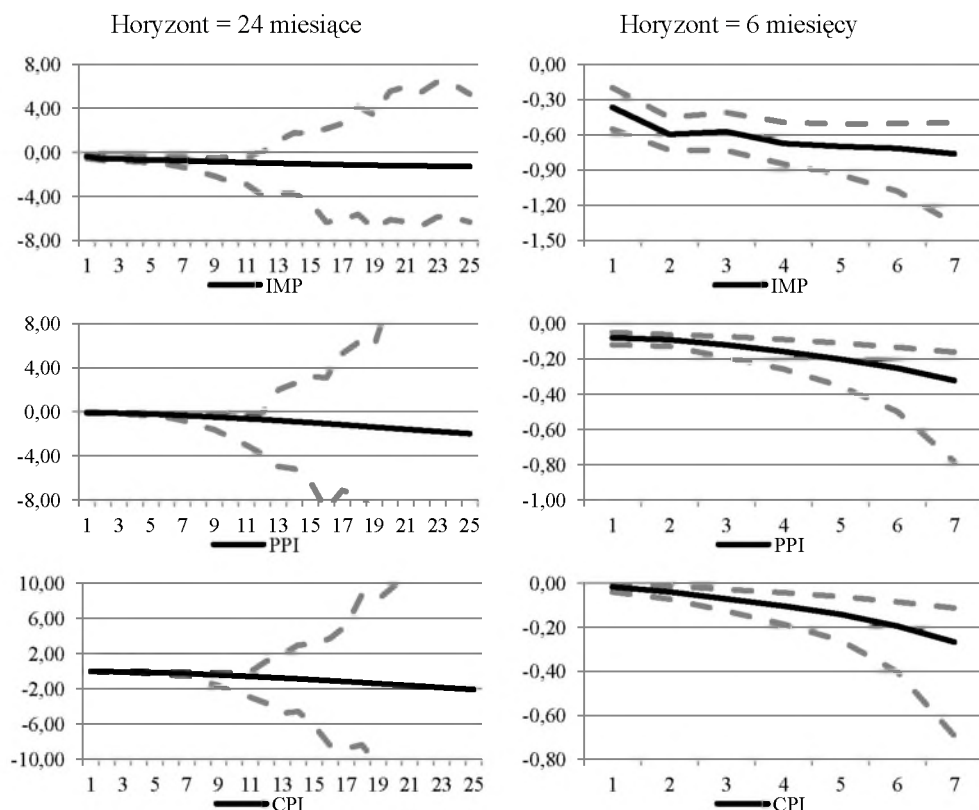 Horyzont = 24 miesiące
8,00
4,00
0,00
-4,00
-8,00
1 3 5 7 9 11 13 15 17 19 21 23 25
IMP
Horyzont = 6 miesięcy
0,00
-0,30
-0,60
-0,90
-1,20
-1,50
1 2 3 4 5 6 7
IMP
8,00
4,00
0,00
-4,00
-8,00
1 3 5 7 9 11 13 15 17 19 21 23 25
PPI
0,00
-0,20
-0,40
-0,60
-0,80
-1,00
1 2 3 4 5 6 7
PPI
10,00
6,00
2,00
-2,00
-6,00
-10,00
1 3 5 7 9 11 13 15 17 19 21 23 25
CPI
0,00
-0,20
-0,40
-0,60
-0,80
1 2 3 4 5 6 7
CPI